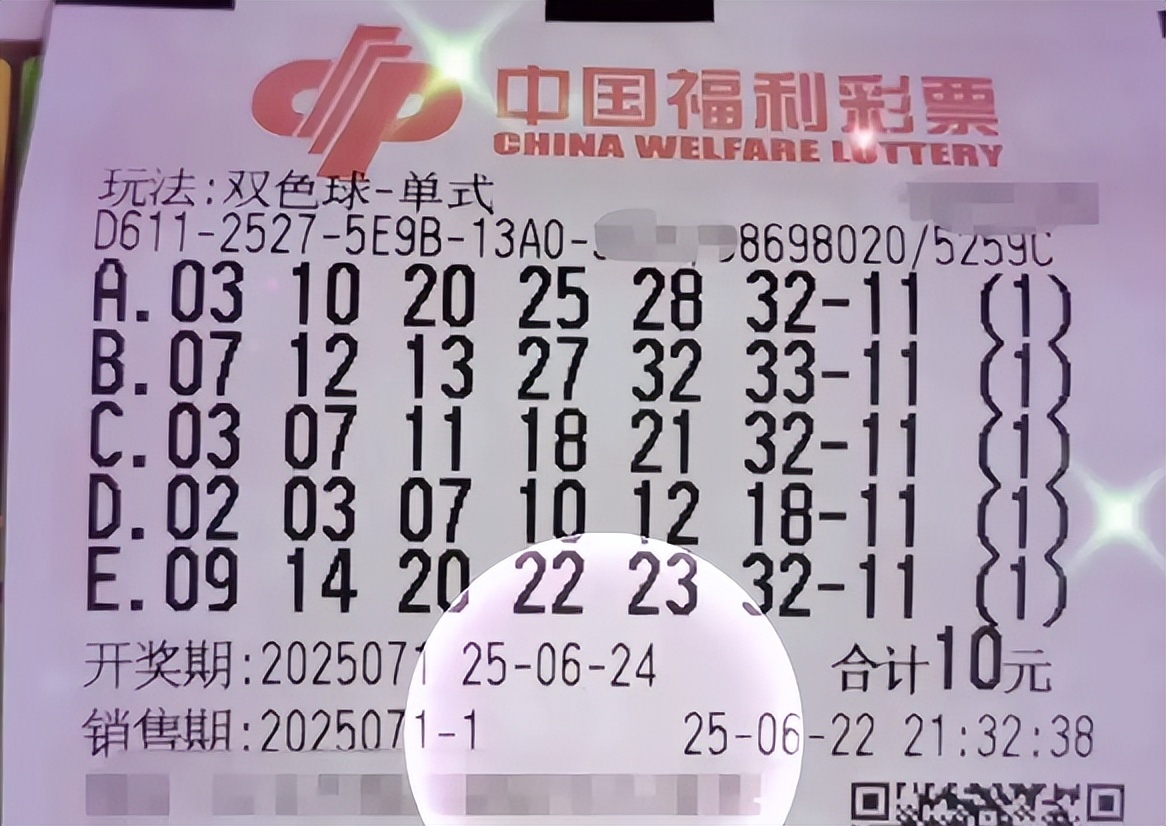 中国福利彩票
CHINA WELFARE LOTTERY
玩法:双色球-单式
D611-2527-5E9B-13A0- 8698020/5259C
A.03 10 20 25 28 32-11 (1)
B.07 12 13 27 32 33-11 (1)
C.03 07 11 18 21 32-11 (1)
D.02 03 07 10 12 18-11 (1)
E.09 14 20 22 23 32-11 (1)
开奖期:2025071 25-06-24 合计10元
销售期:2025071-1 25-06-22 21:32:38